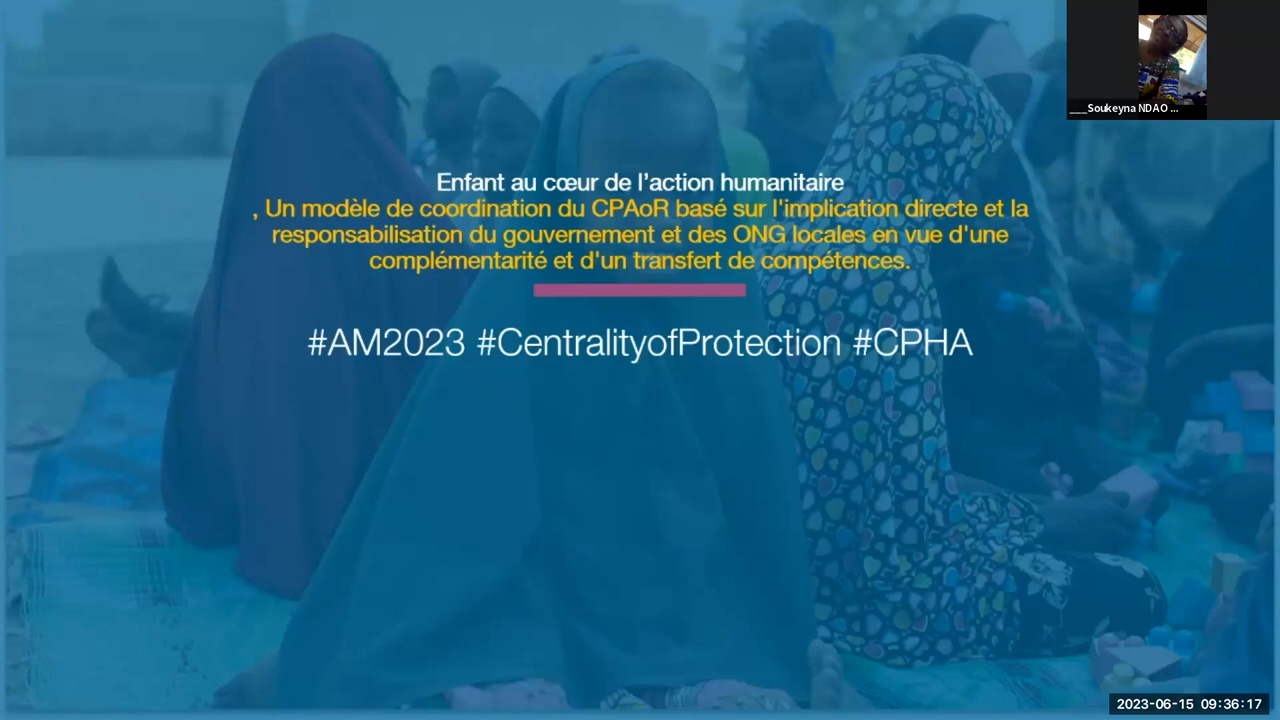 ___Soukeyna NDAO ...
Enfant au cœur de l'action humanitaire
, Un modèle de coordination du CPAoR basé sur l'implication directe et la
responsabilisation du gouvernement et des ONG locales en vue d'une
complémentarité et d'un transfert de compétences.
#AM2023 #CentralityofProtection #CPHA
2023-06-15 09:36:17